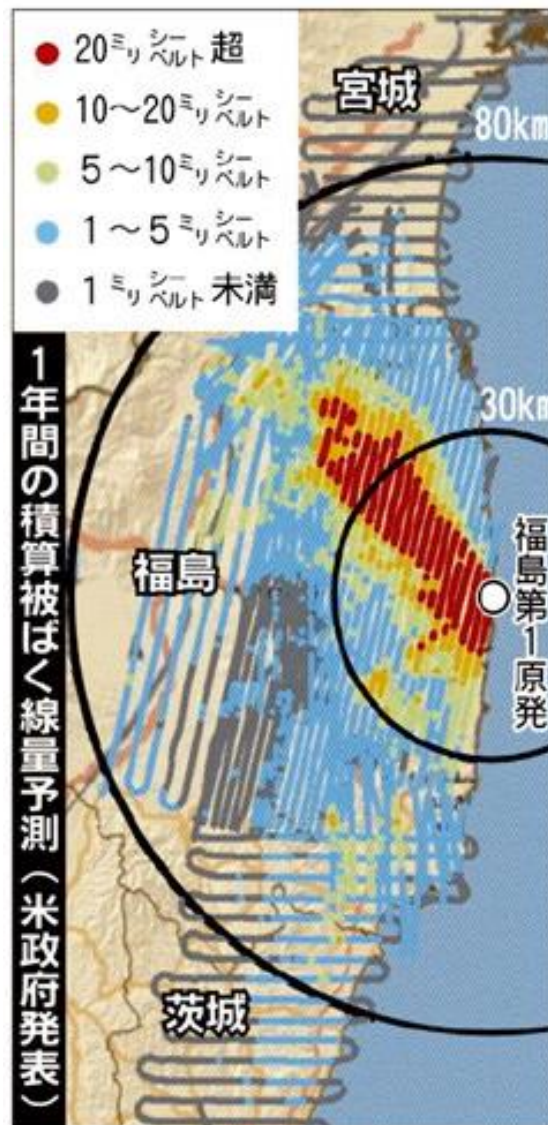 20ミリシーベルト超
10〜20ミリシーベルト
5〜10ミリシーベルト
1〜5ミリシーベルト
1ミリシーベルト未満
1年間の積算被ばく線量予測(米政府発表)
宮城
80km
30km
福島
福島第1原発
茨城